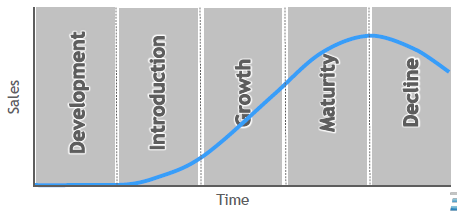 Sales
Development
Introduction
Growth
Maturity
Decline
Time